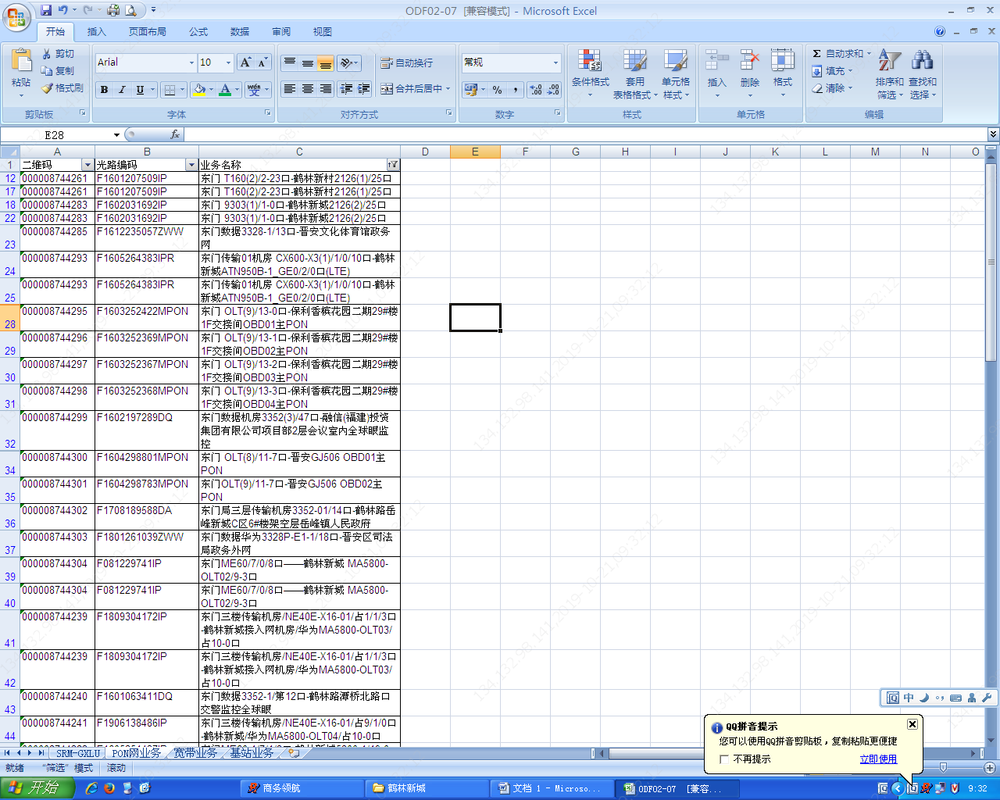 ODF02-07 [兼容模式] - Microsoft Excel
开始 插入 页面布局 公式 数据 审阅 视图
粘贴 剪切 复制 格式刷
剪贴板
Arial 10
B I U
字体
自动换行
合并后居中
对齐方式
常规
% ,
数字
条件格式 套用表格格式 单元格样式
样式
插入 删除 格式
单元格
Σ 自动求和 填充 清除 排序和筛选 查找和选择
编辑
E28 fx
A B C D E F G H I J K L M N O
1 二维码 光路编码 业务名称
12 000008744261 F1601207509IP 东门 T160(2)/2-23口-鹤林新村2126(1)/25口
17 000008744261 F1601207509IP 东门 T160(2)/2-23口-鹤林新村2126(1)/25口
18 000008744283 F1602031692IP 东门 9303(1)/1-0口-鹤林新城2126(2)/25口
22 000008744283 F1602031692IP 东门 9303(1)/1-0口-鹤林新城2126(2)/25口
23 000008744285 F1612235057ZWW 东门数据3328-1/13口-晋安文化体育馆政务
网
24 000008744293 F1605264383IPR 东门传输01机房 CX600-X3(1)/1/0/10口-鹤林
新城ATN950B-1_GE0/2/0口(LTE)
25 000008744293 F1605264383IPR 东门传输01机房 CX600-X3(1)/1/0/10口-鹤林
新城ATN950B-1_GE0/2/0口(LTE)
28 000008744295 F1603252422MPON 东门 OLT(9)/13-0口-保利香槟花园二期29#楼
1F交接间OBD01主PON
29 000008744296 F1603252369MPON 东门 OLT(9)/13-1口-保利香槟花园二期29#楼
1F交接间OBD02主PON
30 000008744297 F1603252367MPON 东门 OLT(9)/13-2口-保利香槟花园二期29#楼
1F交接间OBD03主PON
31 000008744298 F1603252368MPON 东门 OLT(9)/13-3口-保利香槟花园二期29#楼
1F交接间OBD04主PON
32 000008744299 F1602197289DQ 东门数据机房3352(3)/47口-融信(福建)投资
集团有限公司项目部2层会议室内全球眼监
控
34 000008744300 F1604298801MPON 东门 OLT(8)/11-7口-晋安GJ506 OBD01主
PON
35 000008744301 F1604298783MPON 东门OLT(9)/11-7口-晋安GJ506 OBD02主
PON
36 000008744302 F1708189588DA 东门局三层传输机房3352-01/14口-鹤林路岳
峰新城C区6#楼架空层岳峰镇人民政府
37 000008744303 F1801261039ZWW 东门数据华为3328P-E1-1/18口-晋安区司法
局政务外网
39 000008744304 F081229741IP 东门ME60/7/0/8口——鹤林新城 MA5800-
OLT02/9-3口
40 000008744304 F081229741IP 东门ME60/7/0/8口——鹤林新城 MA5800-
OLT02/9-3口
41 000008744239 F1809304172IP 东门三楼传输机房/NE40E-X16-01/占1/1/3口
-鹤林新城接入网机房/华为MA5800-OLT03/
占10-0口
42 000008744239 F1809304172IP 东门三楼传输机房/NE40E-X16-01/占1/1/3口
-鹤林新城接入网机房/华为MA5800-OLT03/
占10-0口
43 000008744240 F1601063411DQ 东门数据3352-1/第12口-鹤林路潭桥北路口
交警监控全球眼
44 000008744241 F1906138486IP 东门三楼传输机房/NE40E-X16-01/占9/1/0口
-鹤林新城/华为MA5800-OLT04/占10-0口
SRM-GXLU PON网业务 宽带业务 基站业务
就绪 "筛选"模式 滚动
中
QQ拼音提示
您可以使用QQ拼音剪贴板，复制粘贴更便捷
不再提示 立即使用
开始 商务领航 鹤林新城 文档 1 - Microso... ODF02-07 [兼容... 9:32
134.132.98.141,2019-10-21,09:32:12